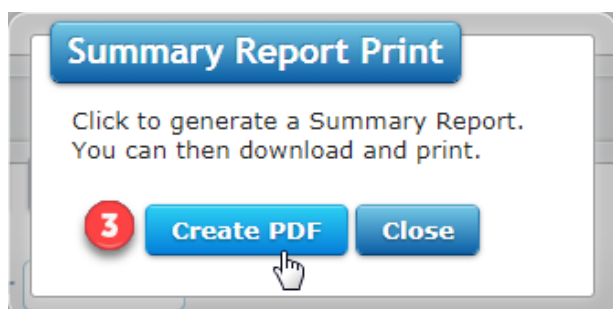 Summary Report Print
Click to generate a Summary Report.
You can then download and print.
3 Create PDF Close